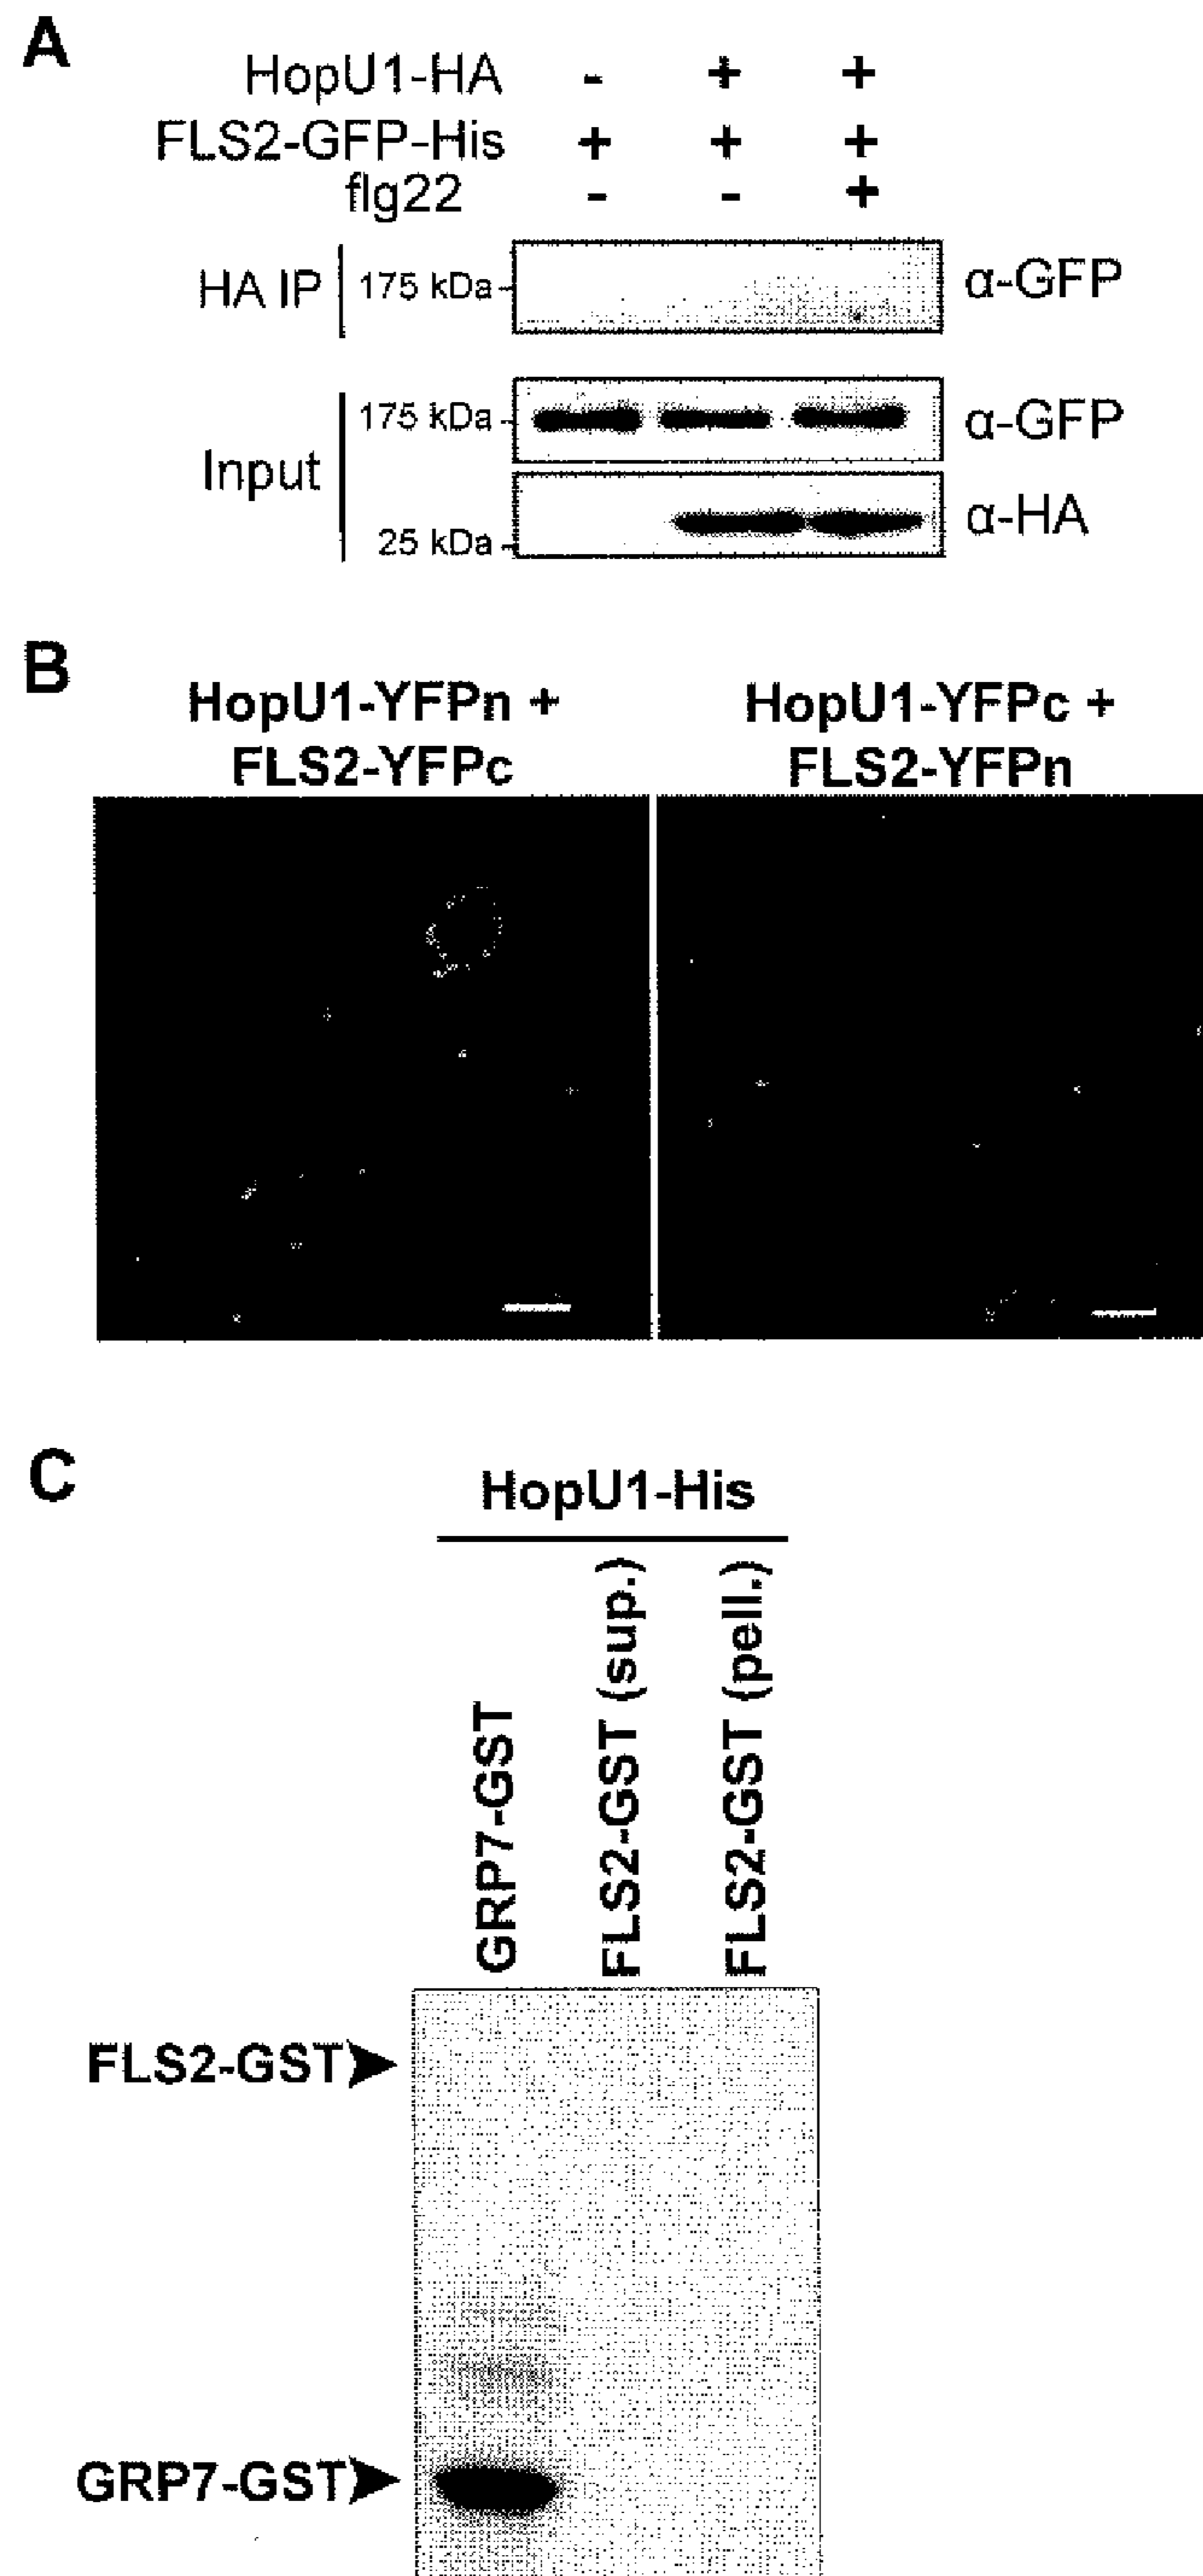 A
HopU1-HA - + +
FLS2-GFP-His + + +
flg22 - - +
HA IP 175 kDa α-GFP
Input 175 kDa α-GFP
25 kDa α-HA
B
HopU1-YFPn + FLS2-YFPc
HopU1-YFPc + FLS2-YFPn
C
HopU1-His
GRP7-GST
FLS2-GST (sup.)
FLS2-GST (pell.)
FLS2-GST
GRP7-GST